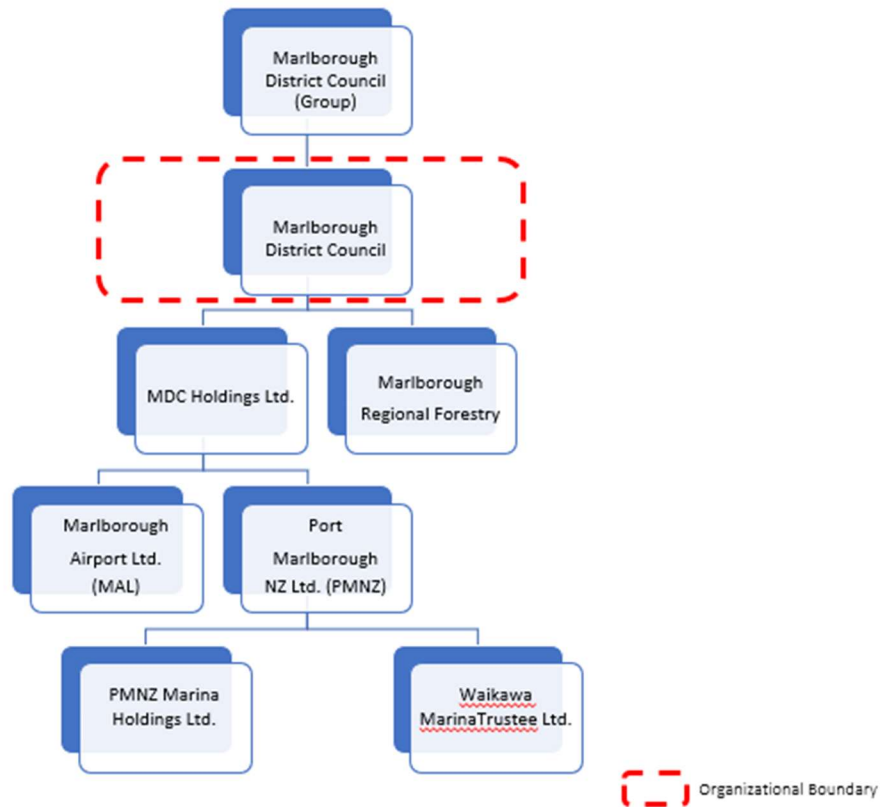 Marlborough
District Council
(Group)
Marlborough
District Council
MDC Holdings Ltd.
Marlborough
Regional Forestry
Marlborough
Airport Ltd.
(MAL)
Port
Marlborough
NZ Ltd. (PMNZ)
PMNZ Marina
Holdings Ltd.
Waikawa
MarinaTrustee Ltd.
Organizational Boundary